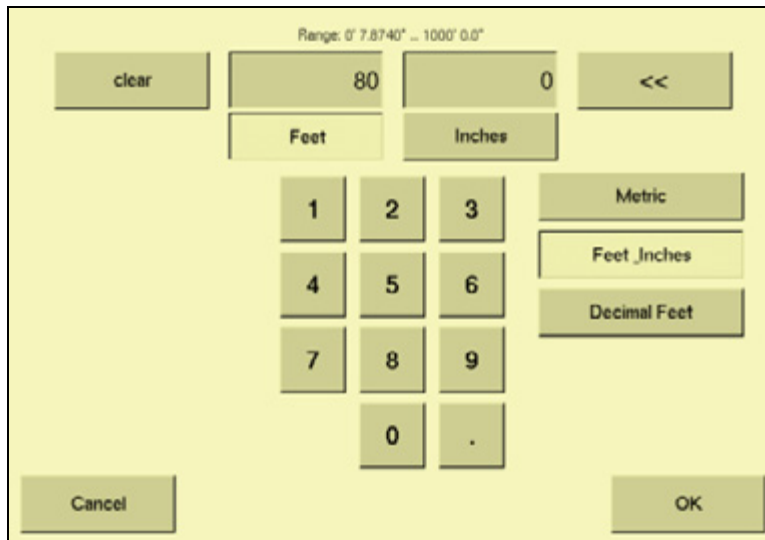 Range: 0' 7.8740" ... 1000' 0.0"
clear 80 0 <<
Feet Inches
Metric
1 2 3
Feet_Inches
4 5 6
Decimal Feet
7 8 9
0 .
Cancel OK